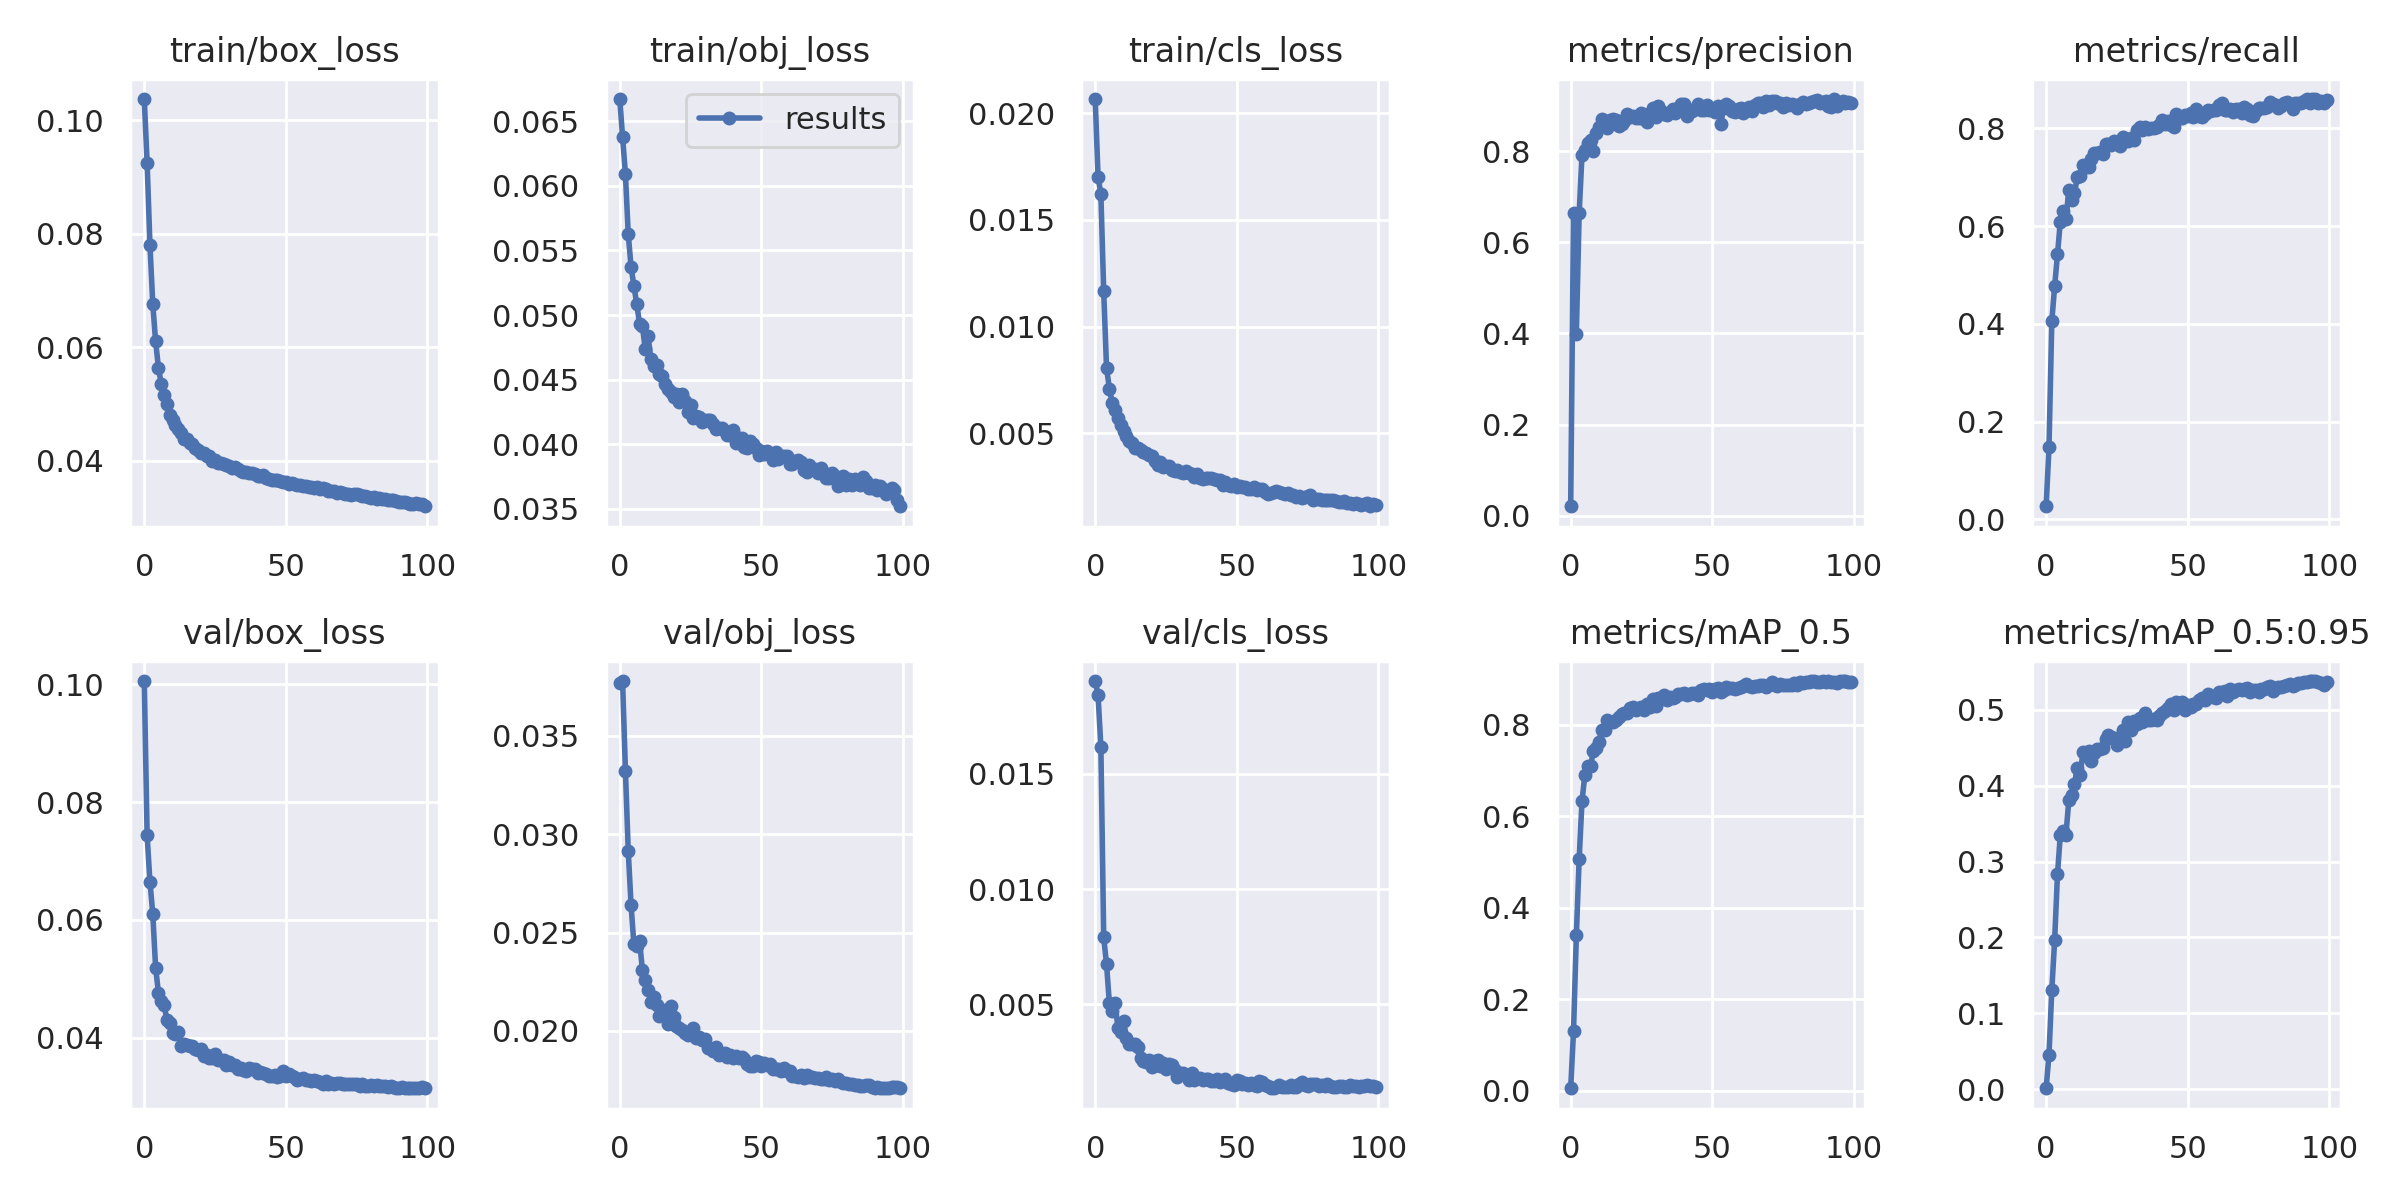 train/box_loss
0.10
0.08
0.06
0.04
0 50 100
train/obj_loss
results
0.065
0.060
0.055
0.050
0.045
0.040
0.035
0 50 100
train/cls_loss
0.020
0.015
0.010
0.005
0 50 100
metrics/precision
0.8
0.6
0.4
0.2
0.0
0 50 100
metrics/recall
0.8
0.6
0.4
0.2
0.0
0 50 100
val/box_loss
0.10
0.08
0.06
0.04
0 50 100
val/obj_loss
0.035
0.030
0.025
0.020
0 50 100
val/cls_loss
0.015
0.010
0.005
0 50 100
metrics/mAP_0.5
0.8
0.6
0.4
0.2
0.0
0 50 100
metrics/mAP_0.5:0.95
0.5
0.4
0.3
0.2
0.1
0.0
0 50 100